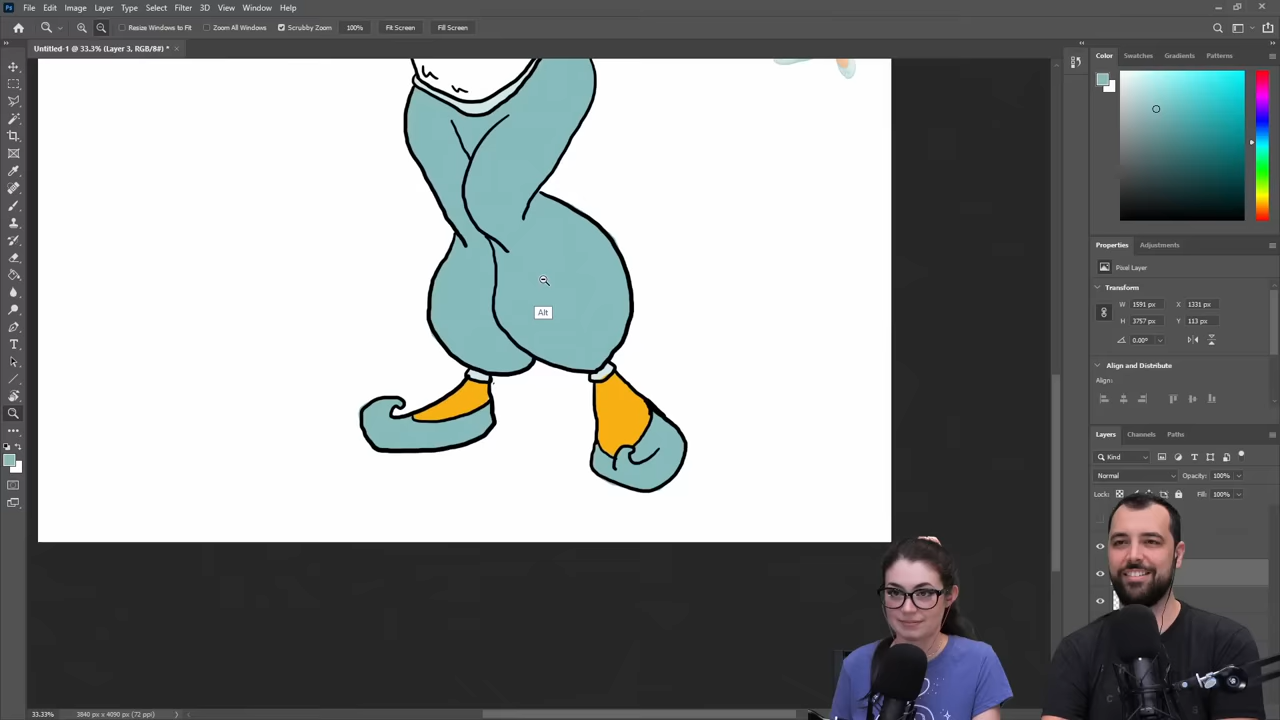 Ps File Edit Image Layer Type Select Filter 3D View Window Help
Resize Windows to Fit Zoom All Windows Scrubby Zoom 100% Fit Screen Fill Screen
Untitled-1 @ 33.3% (Layer 3, RGB/8#) * ×
Color Swatches Gradients Patterns
Alt
Properties Adjustments
Pixel Layer
Transform
W 1591 px X 1331 px
H 3757 px Y 113 px
0.00°
Align and Distribute
Align:
Layers Channels Paths
Kind
Normal Opacity: 100%
Lock: Fill: 100%
33.33% 3840 px x 4090 px (72 ppi)